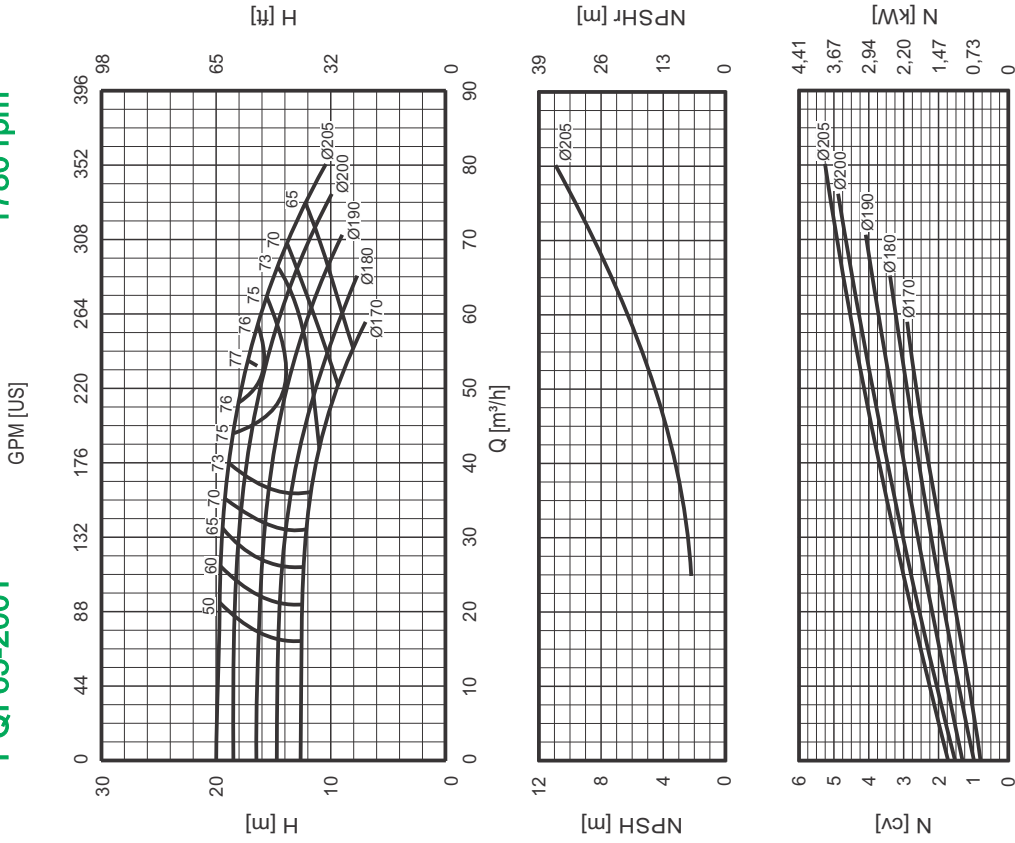 GPM [US]
0 44 88 132 176 220 264 308 352 396
H [m]
30
20
10
0
H [ft]
98
65
32
0
50 60 65 70 73 75 76 77 76 75 73 70 65
Ø205
Ø200
Ø190
Ø180
Ø170
0 10 20 30 40 50 60 70 80 90
Q [m³/h]
NPSH [m]
12
8
4
0
NPSHr [m]
39
26
13
0
Ø205
N [cv]
6
5
4
3
2
1
0
N [kW]
4,41
3,67
2,94
2,20
1,47
0,73
0
Ø205
Ø200
Ø190
Ø180
Ø170